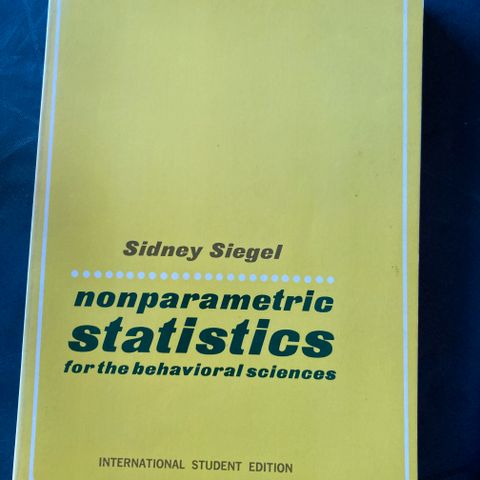 Sidney Siegel
nonparametric
statistics
for the behavioral sciences
INTERNATIONAL STUDENT EDITION